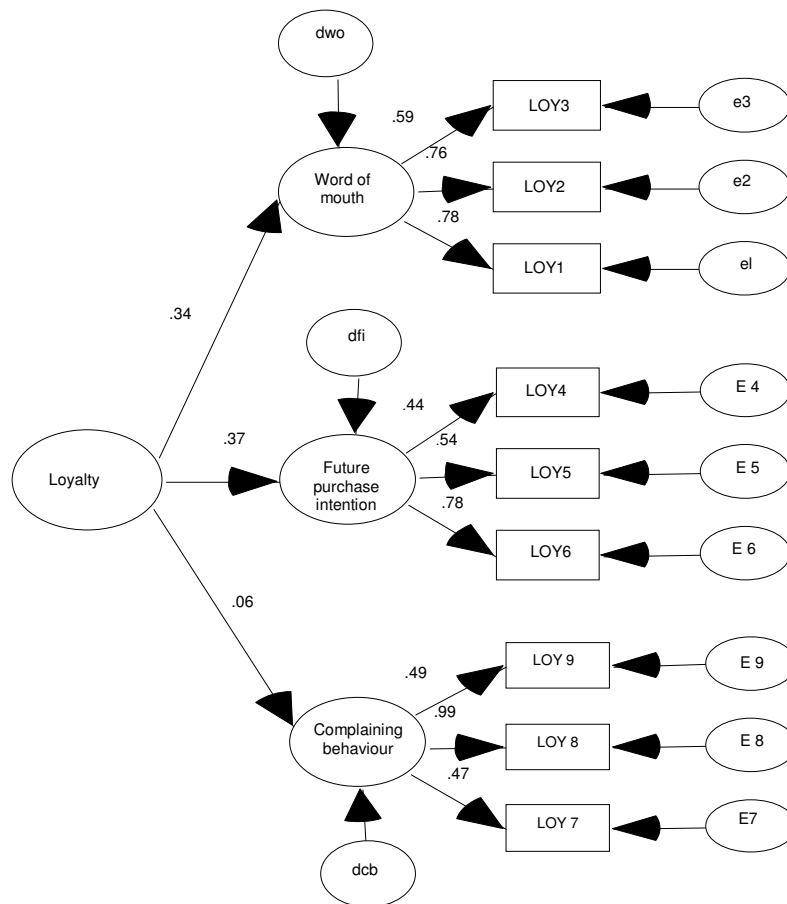 dwo
.59
LOY3
e3
.76
Word of
mouth
LOY2
e2
.78
LOY1
el
.34
dfi
.44
LOY4
E 4
.37
.54
Loyalty
Future
purchase
intention
LOY5
E 5
.78
LOY6
E 6
.06
.49
LOY 9
E 9
.99
Complaining
behaviour
LOY 8
E 8
.47
LOY 7
E7
dcb